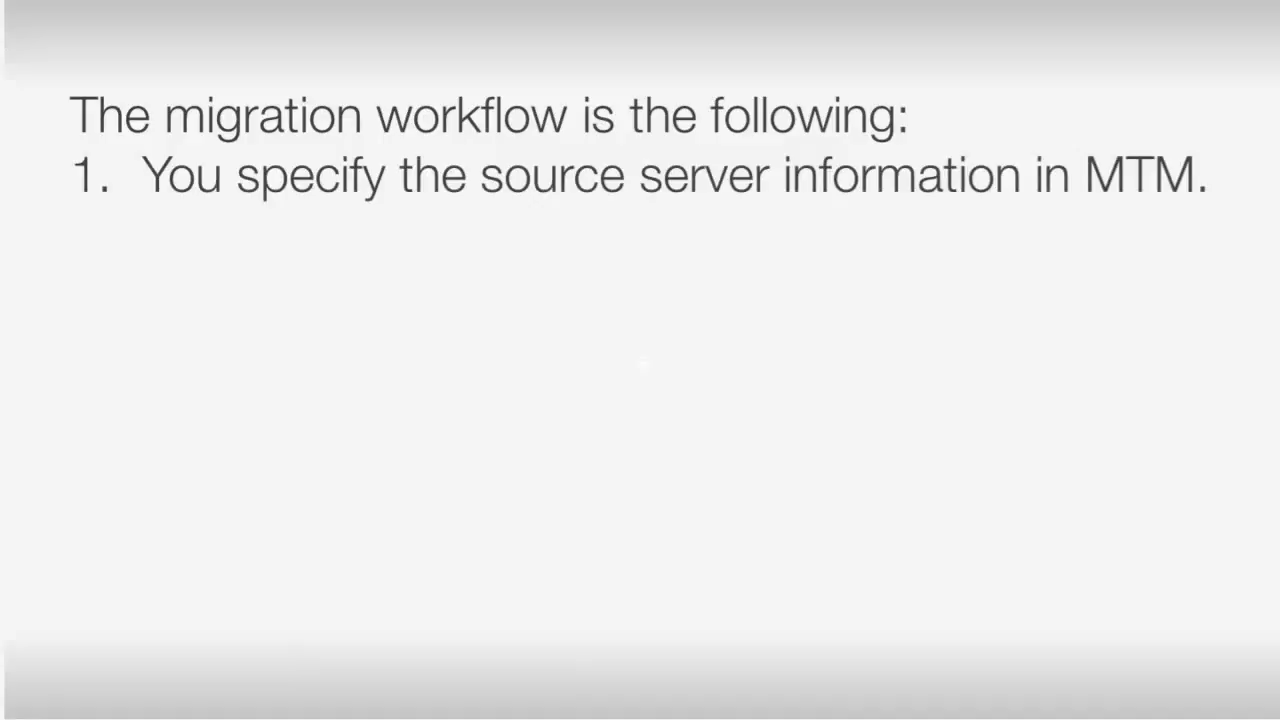 The migration workflow is the following:
1. You specify the source server information in MTM.